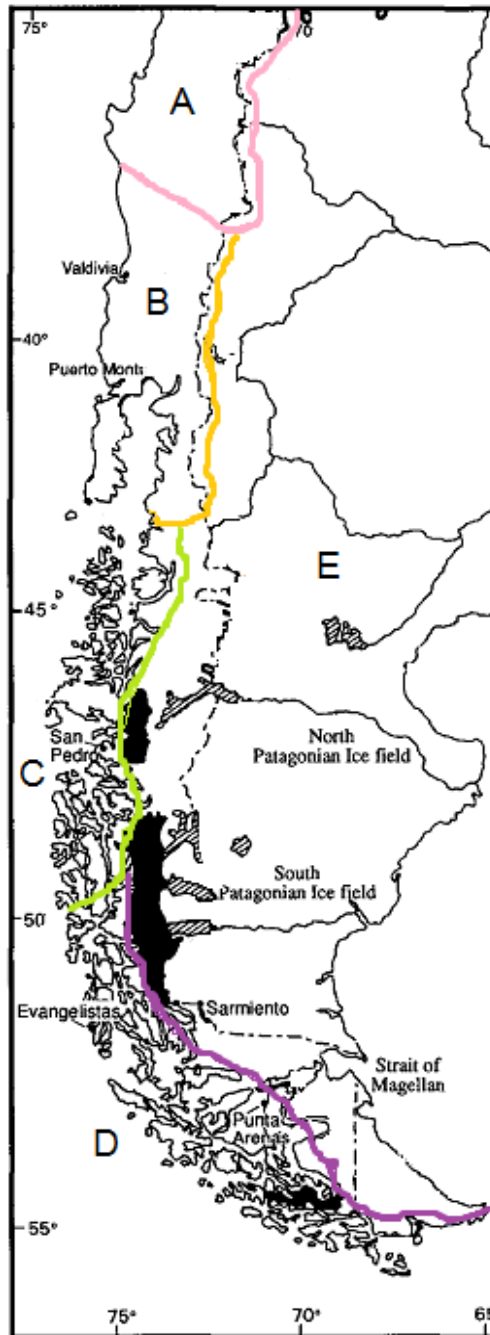 75°
70
A
Valdivia
B
40°
Puerto Montt
E
45°
San
Pedro
North
Patagonian Ice field
C
South
Patagonian Ice field
50
Evangelistas
Sarmiento
Strait of
Magellan
Punta
Arenas
D
55°
75°
70°
65